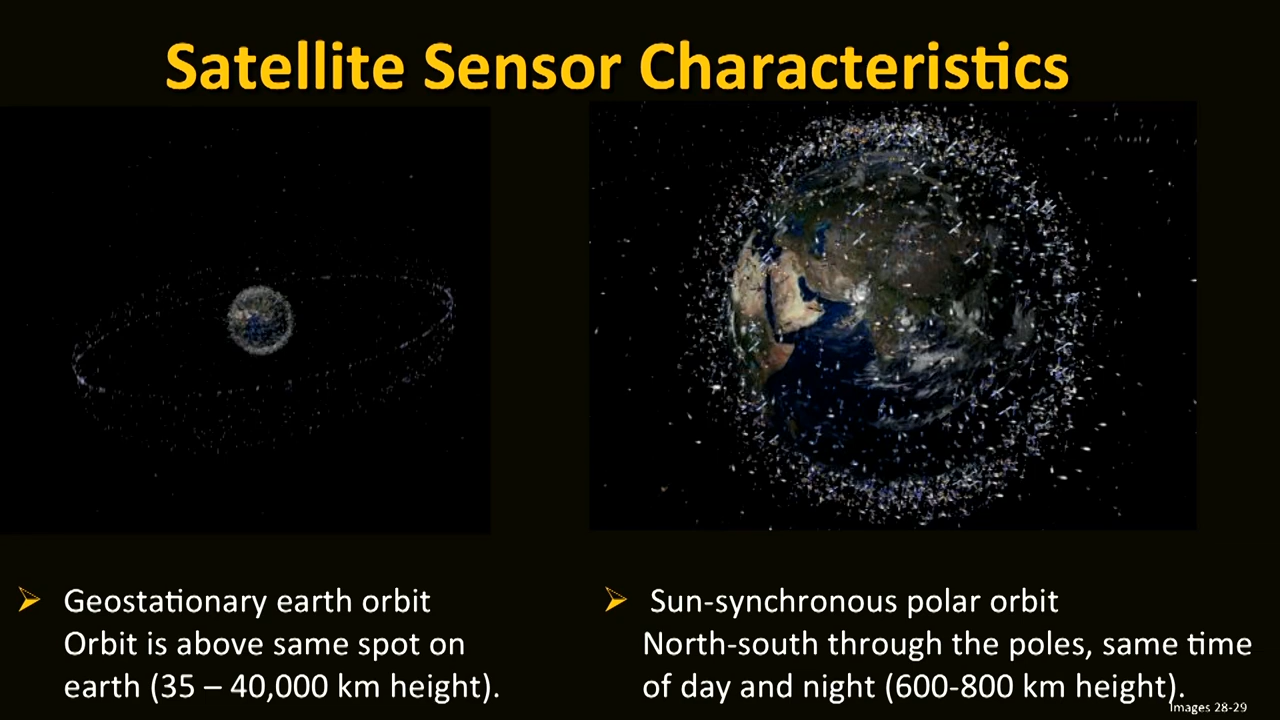 Satellite Sensor Characteristics
Geostationary earth orbit
Orbit is above same spot on
earth (35 – 40,000 km height).
Sun-synchronous polar orbit
North-south through the poles, same time
of day and night (600-800 km height).
Images 28-29